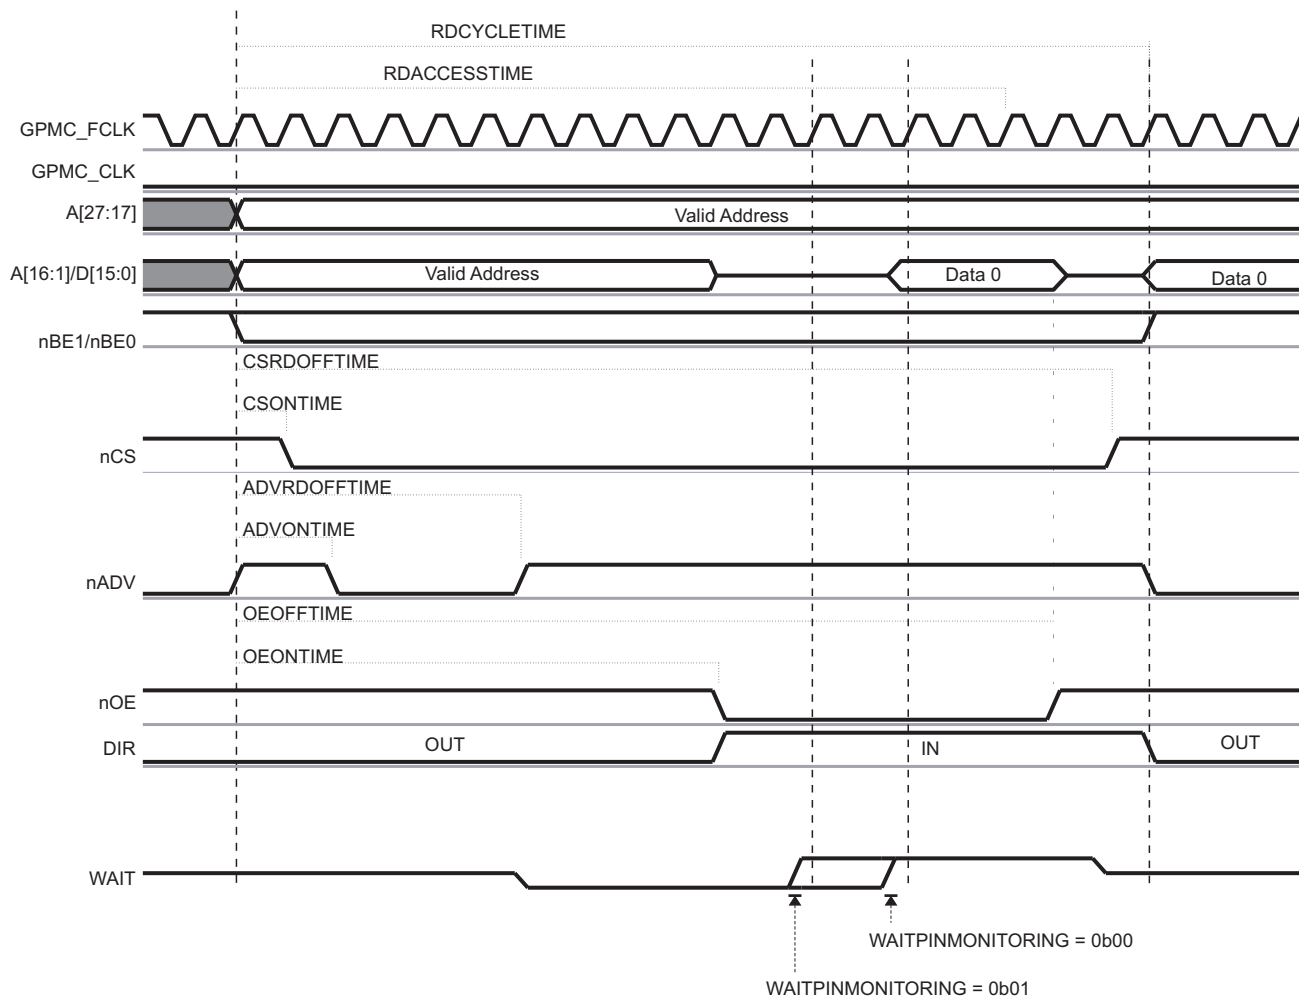 RDCYCLETIME
RDACCESSTIME
GPMC_FCLK
GPMC_CLK
A[27:17]
Valid Address
A[16:1]/D[15:0]
Valid Address
Data 0
Data 0
nBE1/nBE0
CSRDOFFTIME
CSONTIME
nCS
ADVRDOFFTIME
ADVONTIME
nADV
OEOFFTIME
OEONTIME
nOE
DIR
OUT
IN
OUT
WAIT
WAITPINMONITORING = 0b00
WAITPINMONITORING = 0b01